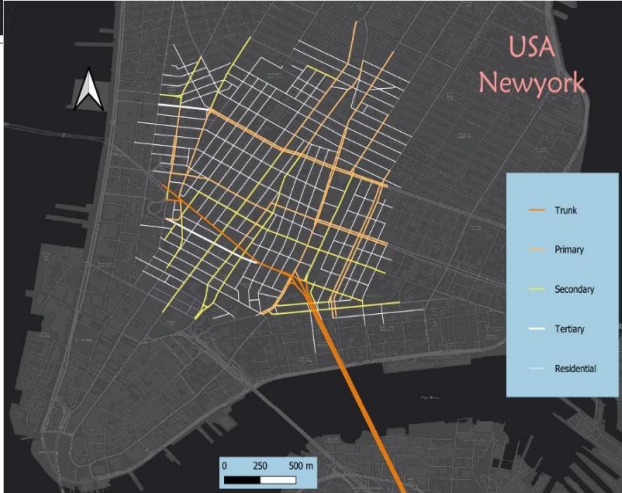 USA
Newyork
Trunk
Primary
Secondary
Tertiary
Residential
0 250 500 m